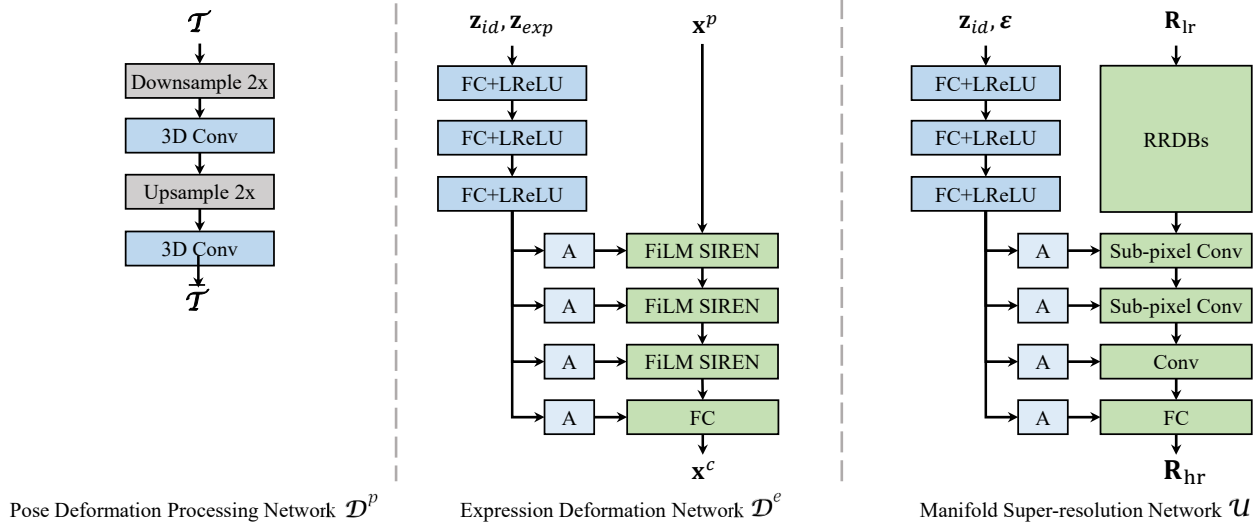 𝒯
Downsample 2x
3D Conv
Upsample 2x
3D Conv
𝒯̅
Pose Deformation Processing Network 𝒟ᵖ
z_id, z_exp
x^p
FC+LReLU
FC+LReLU
FC+LReLU
A
FiLM SIREN
A
FiLM SIREN
A
FiLM SIREN
A
FC
x^c
Expression Deformation Network 𝒟ᵉ
z_id, ε
R_lr
FC+LReLU
FC+LReLU
FC+LReLU
RRDBs
A
Sub-pixel Conv
A
Sub-pixel Conv
A
Conv
A
FC
R_hr
Manifold Super-resolution Network 𝒰